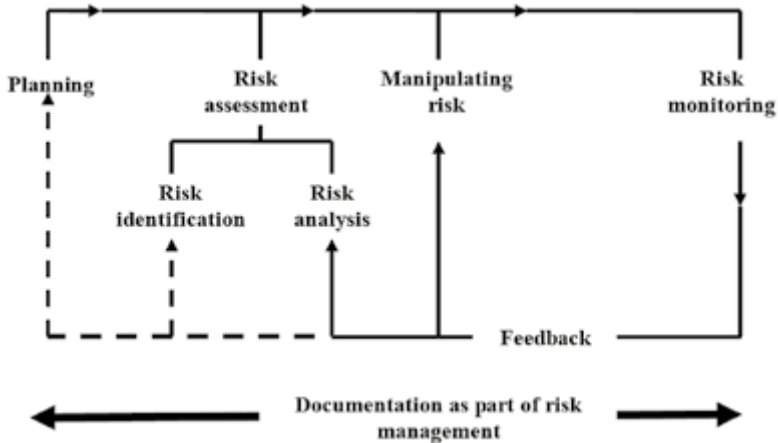 Planning
Risk
assessment
Manipulating
risk
Risk
monitoring
Risk
identification
Risk
analysis
Feedback
Documentation as part of risk
management